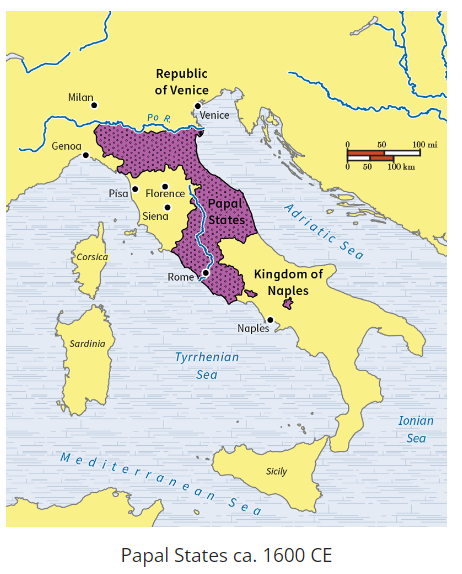 Republic
of Venice
Milan
Po R.
Venice
Genoa
0 50 100 mi
0 50 100 km
Pisa
Florence
Siena
Papal
States
Adriatic Sea
Corsica
Rome
Kingdom of
Naples
Naples
Sardinia
Tyrrhenian
Sea
Ionian
Sea
Mediterranean Sea
Sicily
Papal States ca. 1600 CE